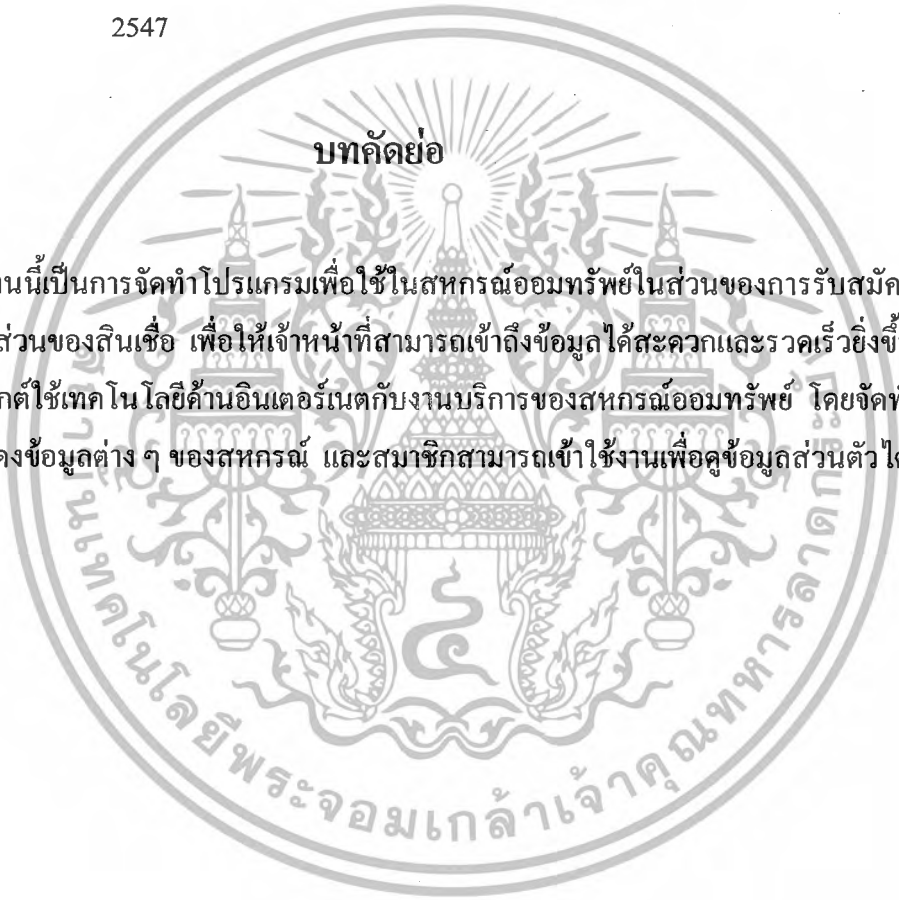 2547
บทคัดย่อ
านนี้เป็นการจัดทำโปรแกรมเพื่อใช้ในสหกรณ์ออมทรัพย์ในส่วนของการรับสมัค
ส่วนของสินเชื่อ เพื่อให้เจ้าหน้าที่สามารถเข้าถึงข้อมูลได้สะดวกและรวดเร็วยิ่งขึ้
กต์ใช้เทคโนโลยีด้านอินเตอร์เนตกับงานบริการของสหกรณ์ออมทรัพย์ โดยจัดทำ
ดงข้อมูลต่าง ๆ ของสหกรณ์ และสมาชิกสามารถเข้าใช้งานเพื่อดูข้อมูลส่วนตัวได
สถาบันเทคโนโลยีพระจอมเกล้าเจ้าคุณทหารลาดกระบัง